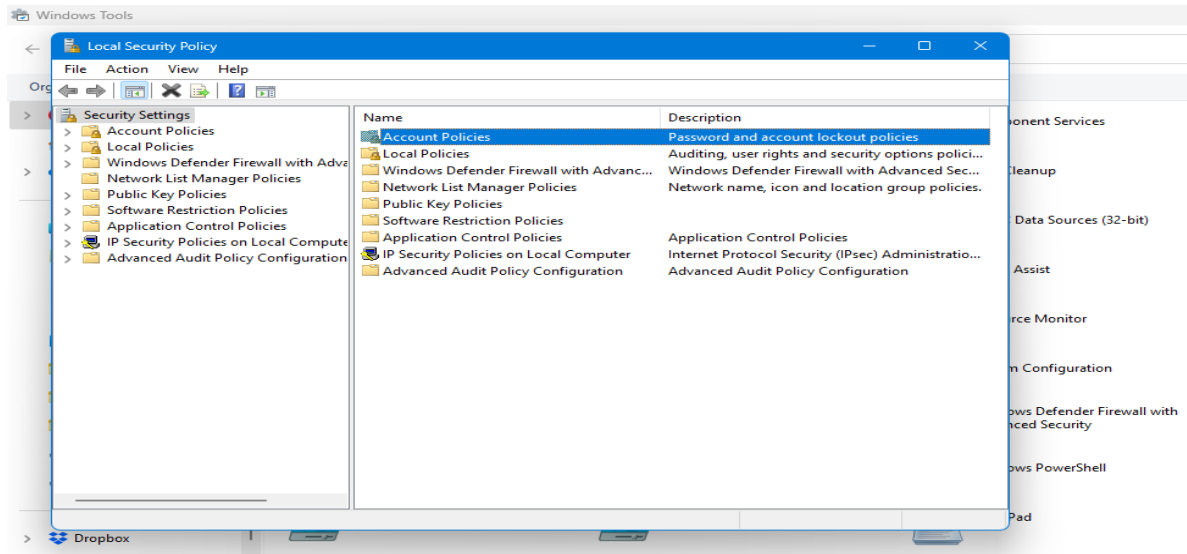 Windows Tools
Local Security Policy
File Action View Help
Org
Security Settings
Account Policies
Local Policies
Windows Defender Firewall with Adva
Network List Manager Policies
Public Key Policies
Software Restriction Policies
Application Control Policies
IP Security Policies on Local Compute
Advanced Audit Policy Configuration
Name Description
Account Policies Password and account lockout policies
Local Policies Auditing, user rights and security options polici...
Windows Defender Firewall with Advanc... Windows Defender Firewall with Advanced Sec...
Network List Manager Policies Network name, icon and location group policies.
Public Key Policies
Software Restriction Policies
Application Control Policies Application Control Policies
IP Security Policies on Local Computer Internet Protocol Security (IPsec) Administratio...
Advanced Audit Policy Configuration Advanced Audit Policy Configuration
onent Services
Cleanup
Data Sources (32-bit)
Assist
rce Monitor
m Configuration
ows Defender Firewall with
nced Security
ows PowerShell
Pad
Dropbox